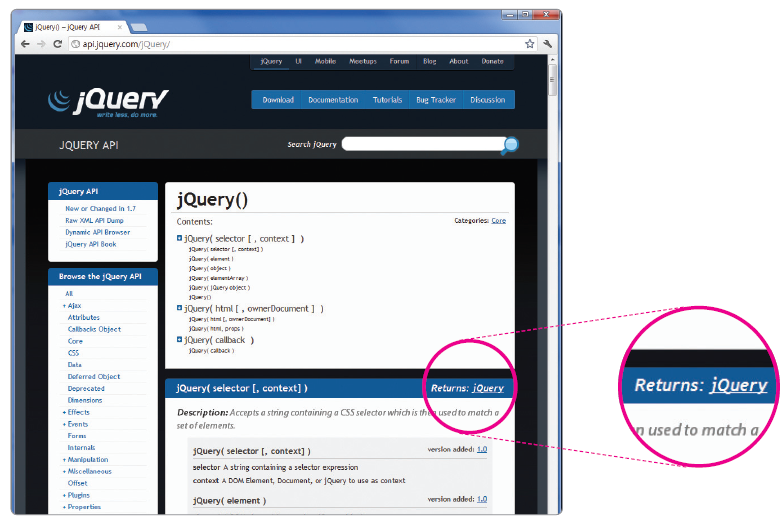 jQuery() – jQuery API
api.jquery.com/jQuery/
jQuery UI Mobile Meetups Forum Blog About Donate
jQuery
write less, do more.
Download Documentation Tutorials Bug Tracker Discussion
JQUERY API
Search jQuery
jQuery API
New or Changed in 1.7
Raw XML API Dump
Dynamic API Browser
jQuery API Book
Browse the jQuery API
All
+ Ajax
Attributes
Callbacks Object
Core
CSS
Data
Deferred Object
Deprecated
Dimensions
+ Effects
+ Events
Forms
Internals
+ Manipulation
+ Miscellaneous
Offset
+ Plugins
+ Properties
jQuery()
Contents:
Categories: Core
jQuery( selector [ , context ] )
jQuery( selector [, context] )
jQuery( element )
jQuery( object )
jQuery( elementArray )
jQuery( jQuery object )
jQuery()
jQuery( html [ , ownerDocument ] )
jQuery( html [, ownerDocument] )
jQuery( html, props )
jQuery( callback )
jQuery( callback )
jQuery( selector [, context] ) Returns: jQuery
Description: Accepts a string containing a CSS selector which is then used to match a
set of elements.
jQuery( selector [, context] ) version added: 1.0
selector A string containing a selector expression
context A DOM Element, Document, or jQuery to use as context
jQuery( element ) version added: 1.0
Returns: jQuery
n used to match a